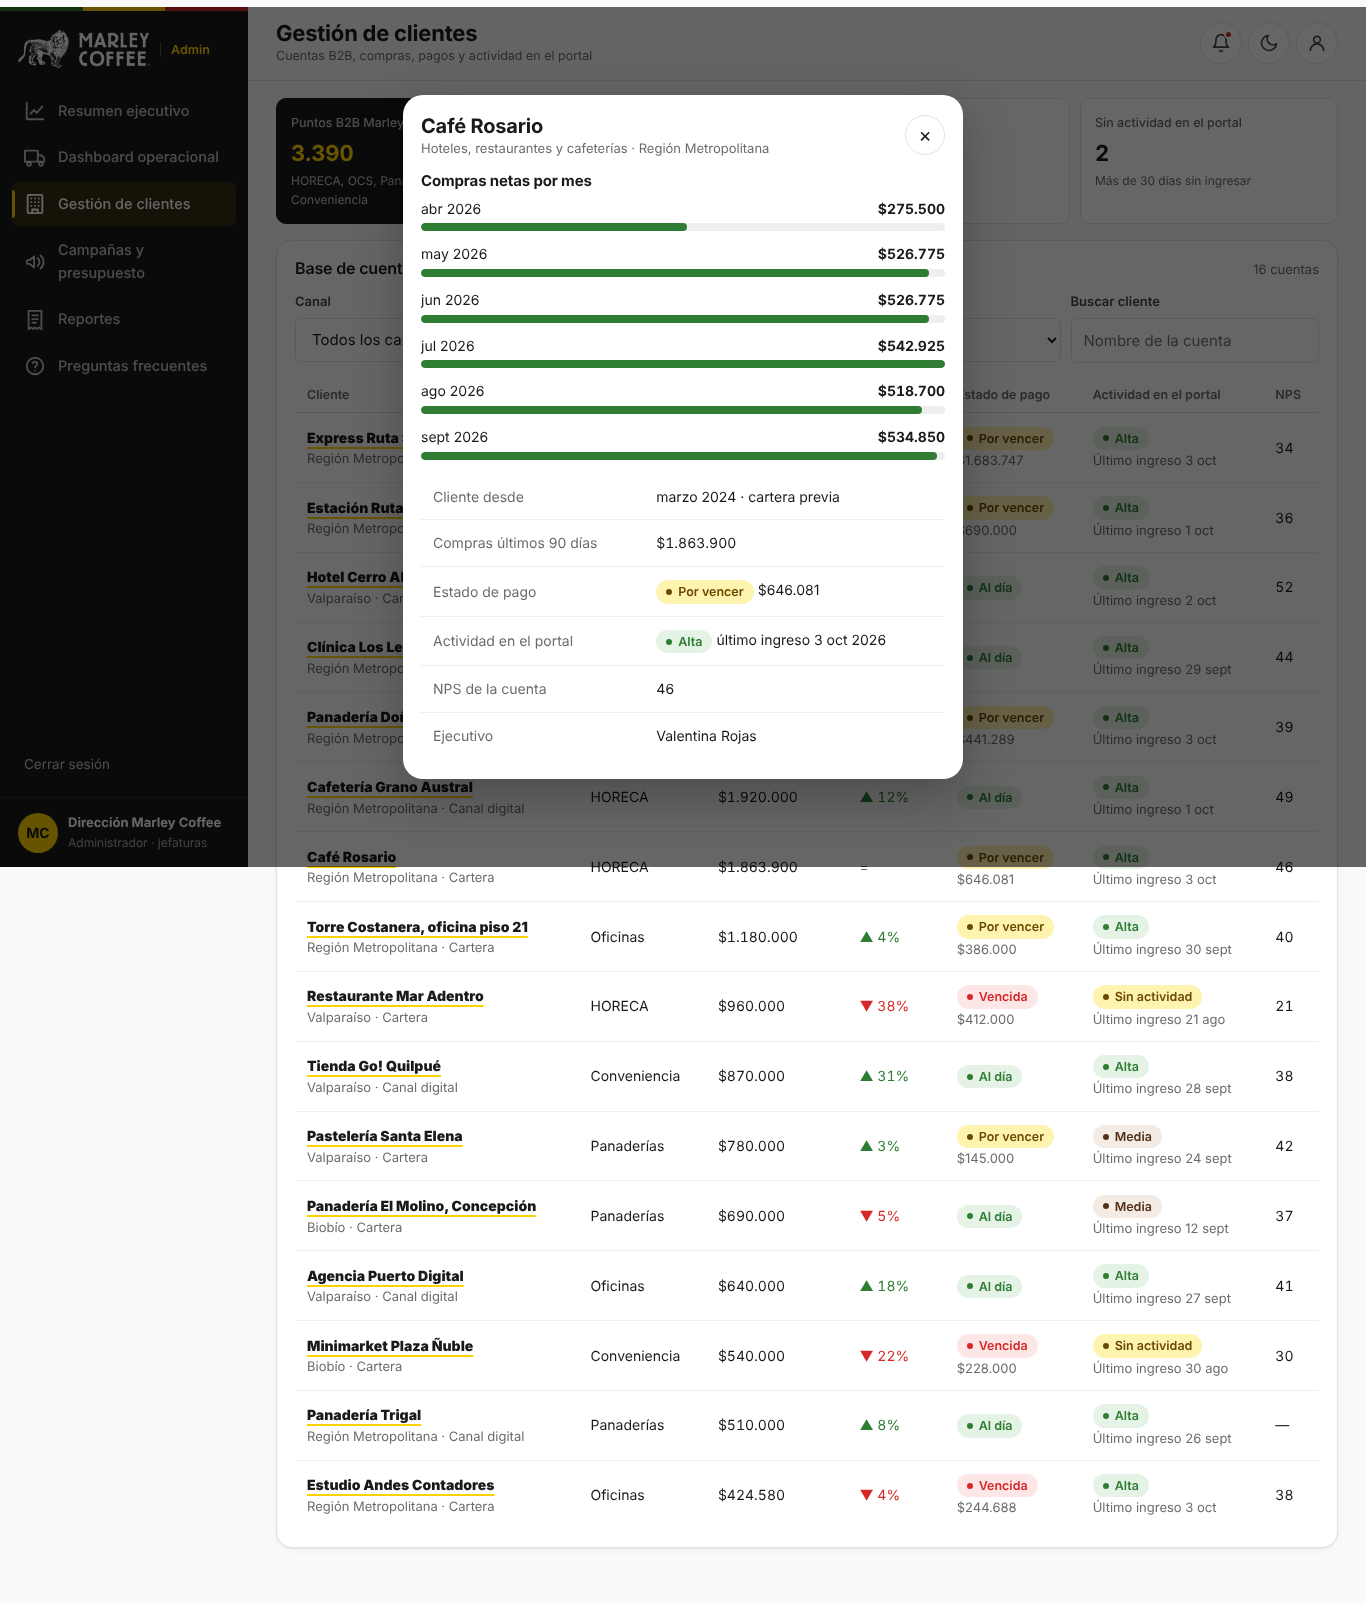 MARLEY
COFFEE
Admin
Resumen ejecutivo
Dashboard operacional
Gestión de clientes
Campañas y
presupuesto
Reportes
Preguntas frecuentes
Cerrar sesión
MC
Dirección Marley Coffee
Administrador · jefaturas
Gestión de clientes
Cuentas B2B, compras, pagos y actividad en el portal
Puntos B2B Marley
3.390
HORECA, OCS, Pan
Conveniencia
Sin actividad en el portal
2
Más de 30 días sin ingresar
Café Rosario
Hoteles, restaurantes y cafeterías · Región Metropolitana
×
Compras netas por mes
abr 2026 $275.500
may 2026 $526.775
jun 2026 $526.775
jul 2026 $542.925
ago 2026 $518.700
sept 2026 $534.850
Cliente desde marzo 2024 · cartera previa
Compras últimos 90 días $1.863.900
Estado de pago Por vencer $646.081
Actividad en el portal Alta último ingreso 3 oct 2026
NPS de la cuenta 46
Ejecutivo Valentina Rojas
Base de cuent
16 cuentas
Canal
Todos los ca
Buscar cliente
Nombre de la cuenta
Cliente
stado de pago Actividad en el portal NPS
Express Ruta Por vencer Alta 34
Región Metropo 1.683.747 Último ingreso 3 oct
Estación Ruta Por vencer Alta 36
Región Metropo 690.000 Último ingreso 1 oct
Hotel Cerro Al Al día Alta 52
Valparaíso · Car Último ingreso 2 oct
Clínica Los Le Al día Alta 44
Región Metropo Último ingreso 29 sept
Panadería Doñ Por vencer Alta 39
Región Metropo 441.289 Último ingreso 3 oct
Cafetería Grano Austral HORECA $1.920.000 ▲ 12% Al día Alta 49
Región Metropolitana · Canal digital Último ingreso 1 oct
Café Rosario HORECA $1.863.900 = Por vencer Alta 46
Región Metropolitana · Cartera $646.081 Último ingreso 3 oct
Torre Costanera, oficina piso 21 Oficinas $1.180.000 ▲ 4% Por vencer Alta 40
Región Metropolitana · Cartera $386.000 Último ingreso 30 sept
Restaurante Mar Adentro HORECA $960.000 ▼ 38% Vencida Sin actividad 21
Valparaíso · Cartera $412.000 Último ingreso 21 ago
Tienda Go! Quilpué Conveniencia $870.000 ▲ 31% Al día Alta 38
Valparaíso · Canal digital Último ingreso 28 sept
Pastelería Santa Elena Panaderías $780.000 ▲ 3% Por vencer Media 42
Valparaíso · Cartera $145.000 Último ingreso 24 sept
Panadería El Molino, Concepción Panaderías $690.000 ▼ 5% Al día Media 37
Biobío · Cartera Último ingreso 12 sept
Agencia Puerto Digital Oficinas $640.000 ▲ 18% Al día Alta 41
Valparaíso · Canal digital Último ingreso 27 sept
Minimarket Plaza Ñuble Conveniencia $540.000 ▼ 22% Vencida Sin actividad 30
Biobío · Cartera $228.000 Último ingreso 30 ago
Panadería Trigal Panaderías $510.000 ▲ 8% Al día Alta —
Región Metropolitana · Canal digital Último ingreso 26 sept
Estudio Andes Contadores Oficinas $424.580 ▼ 4% Vencida Alta 38
Región Metropolitana · Cartera $244.688 Último ingreso 3 oct